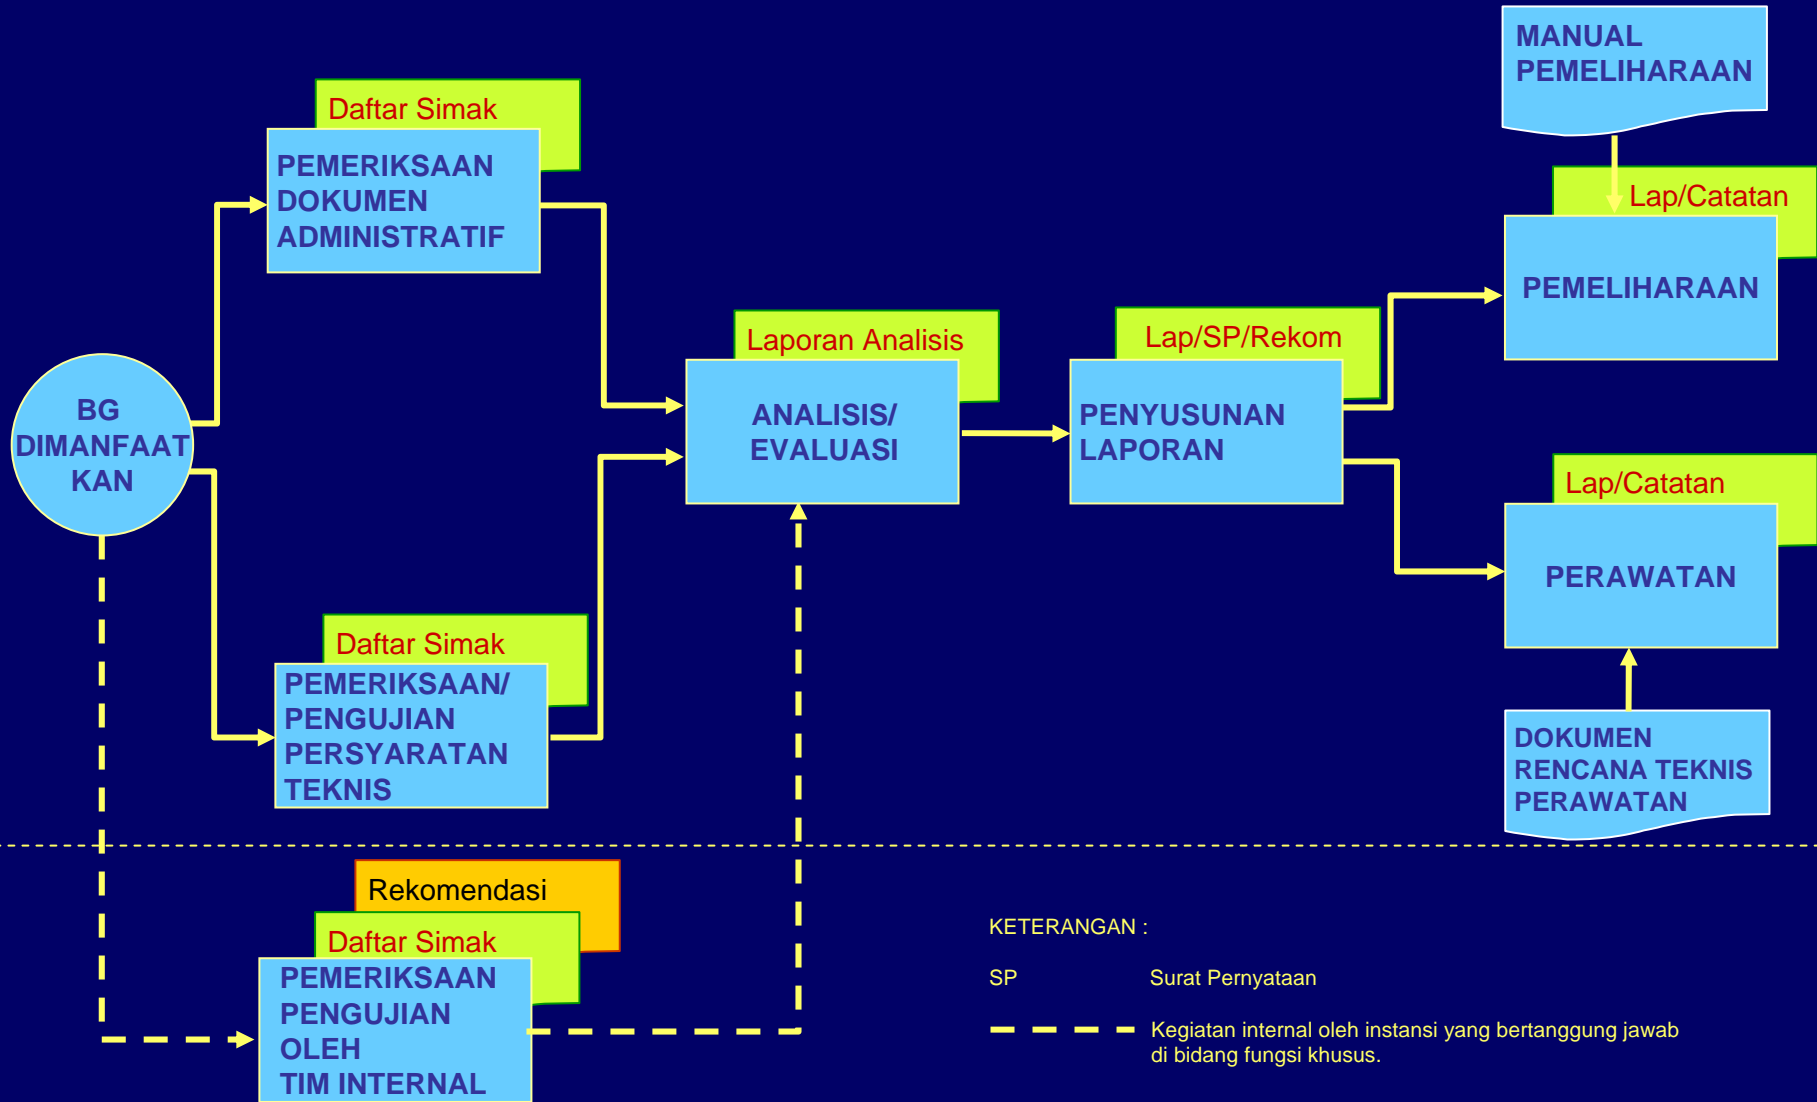 MANUAL
PEMELIHARAAN
Daftar Simak
PEMERIKSAAN
DOKUMEN
ADMINISTRATIF
Lap/Catatan
PEMELIHARAAN
Laporan Analisis
ANALISIS/
EVALUASI
Lap/SP/Rekom
PENYUSUNAN
LAPORAN
BG
DIMANFAAT
KAN
Lap/Catatan
PERAWATAN
Daftar Simak
PEMERIKSAAN/
PENGUJIAN
PERSYARATAN
TEKNIS
DOKUMEN
RENCANA TEKNIS
PERAWATAN
Rekomendasi
Daftar Simak
PEMERIKSAAN
PENGUJIAN
OLEH
TIM INTERNAL
KETERANGAN :
SP Surat Pernyataan
Kegiatan internal oleh instansi yang bertanggung jawab
di bidang fungsi khusus.